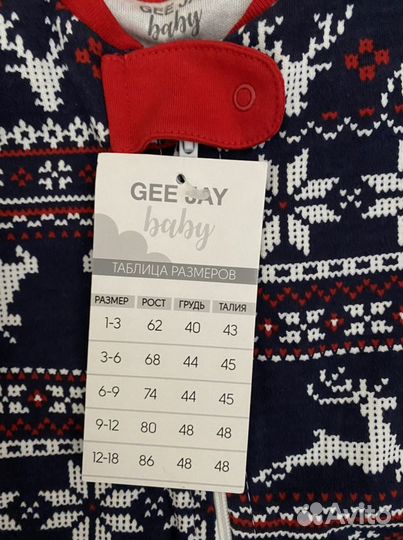 GEE JAY
baby
GEE JAY
baby
ТАБЛИЦА РАЗМЕРОВ
РАЗМЕР РОСТ ГРУДЬ ТАЛИЯ
1-3 62 40 43
3-6 68 44 45
6-9 74 44 45
9-12 80 48 48
12-18 86 48 48
Avito